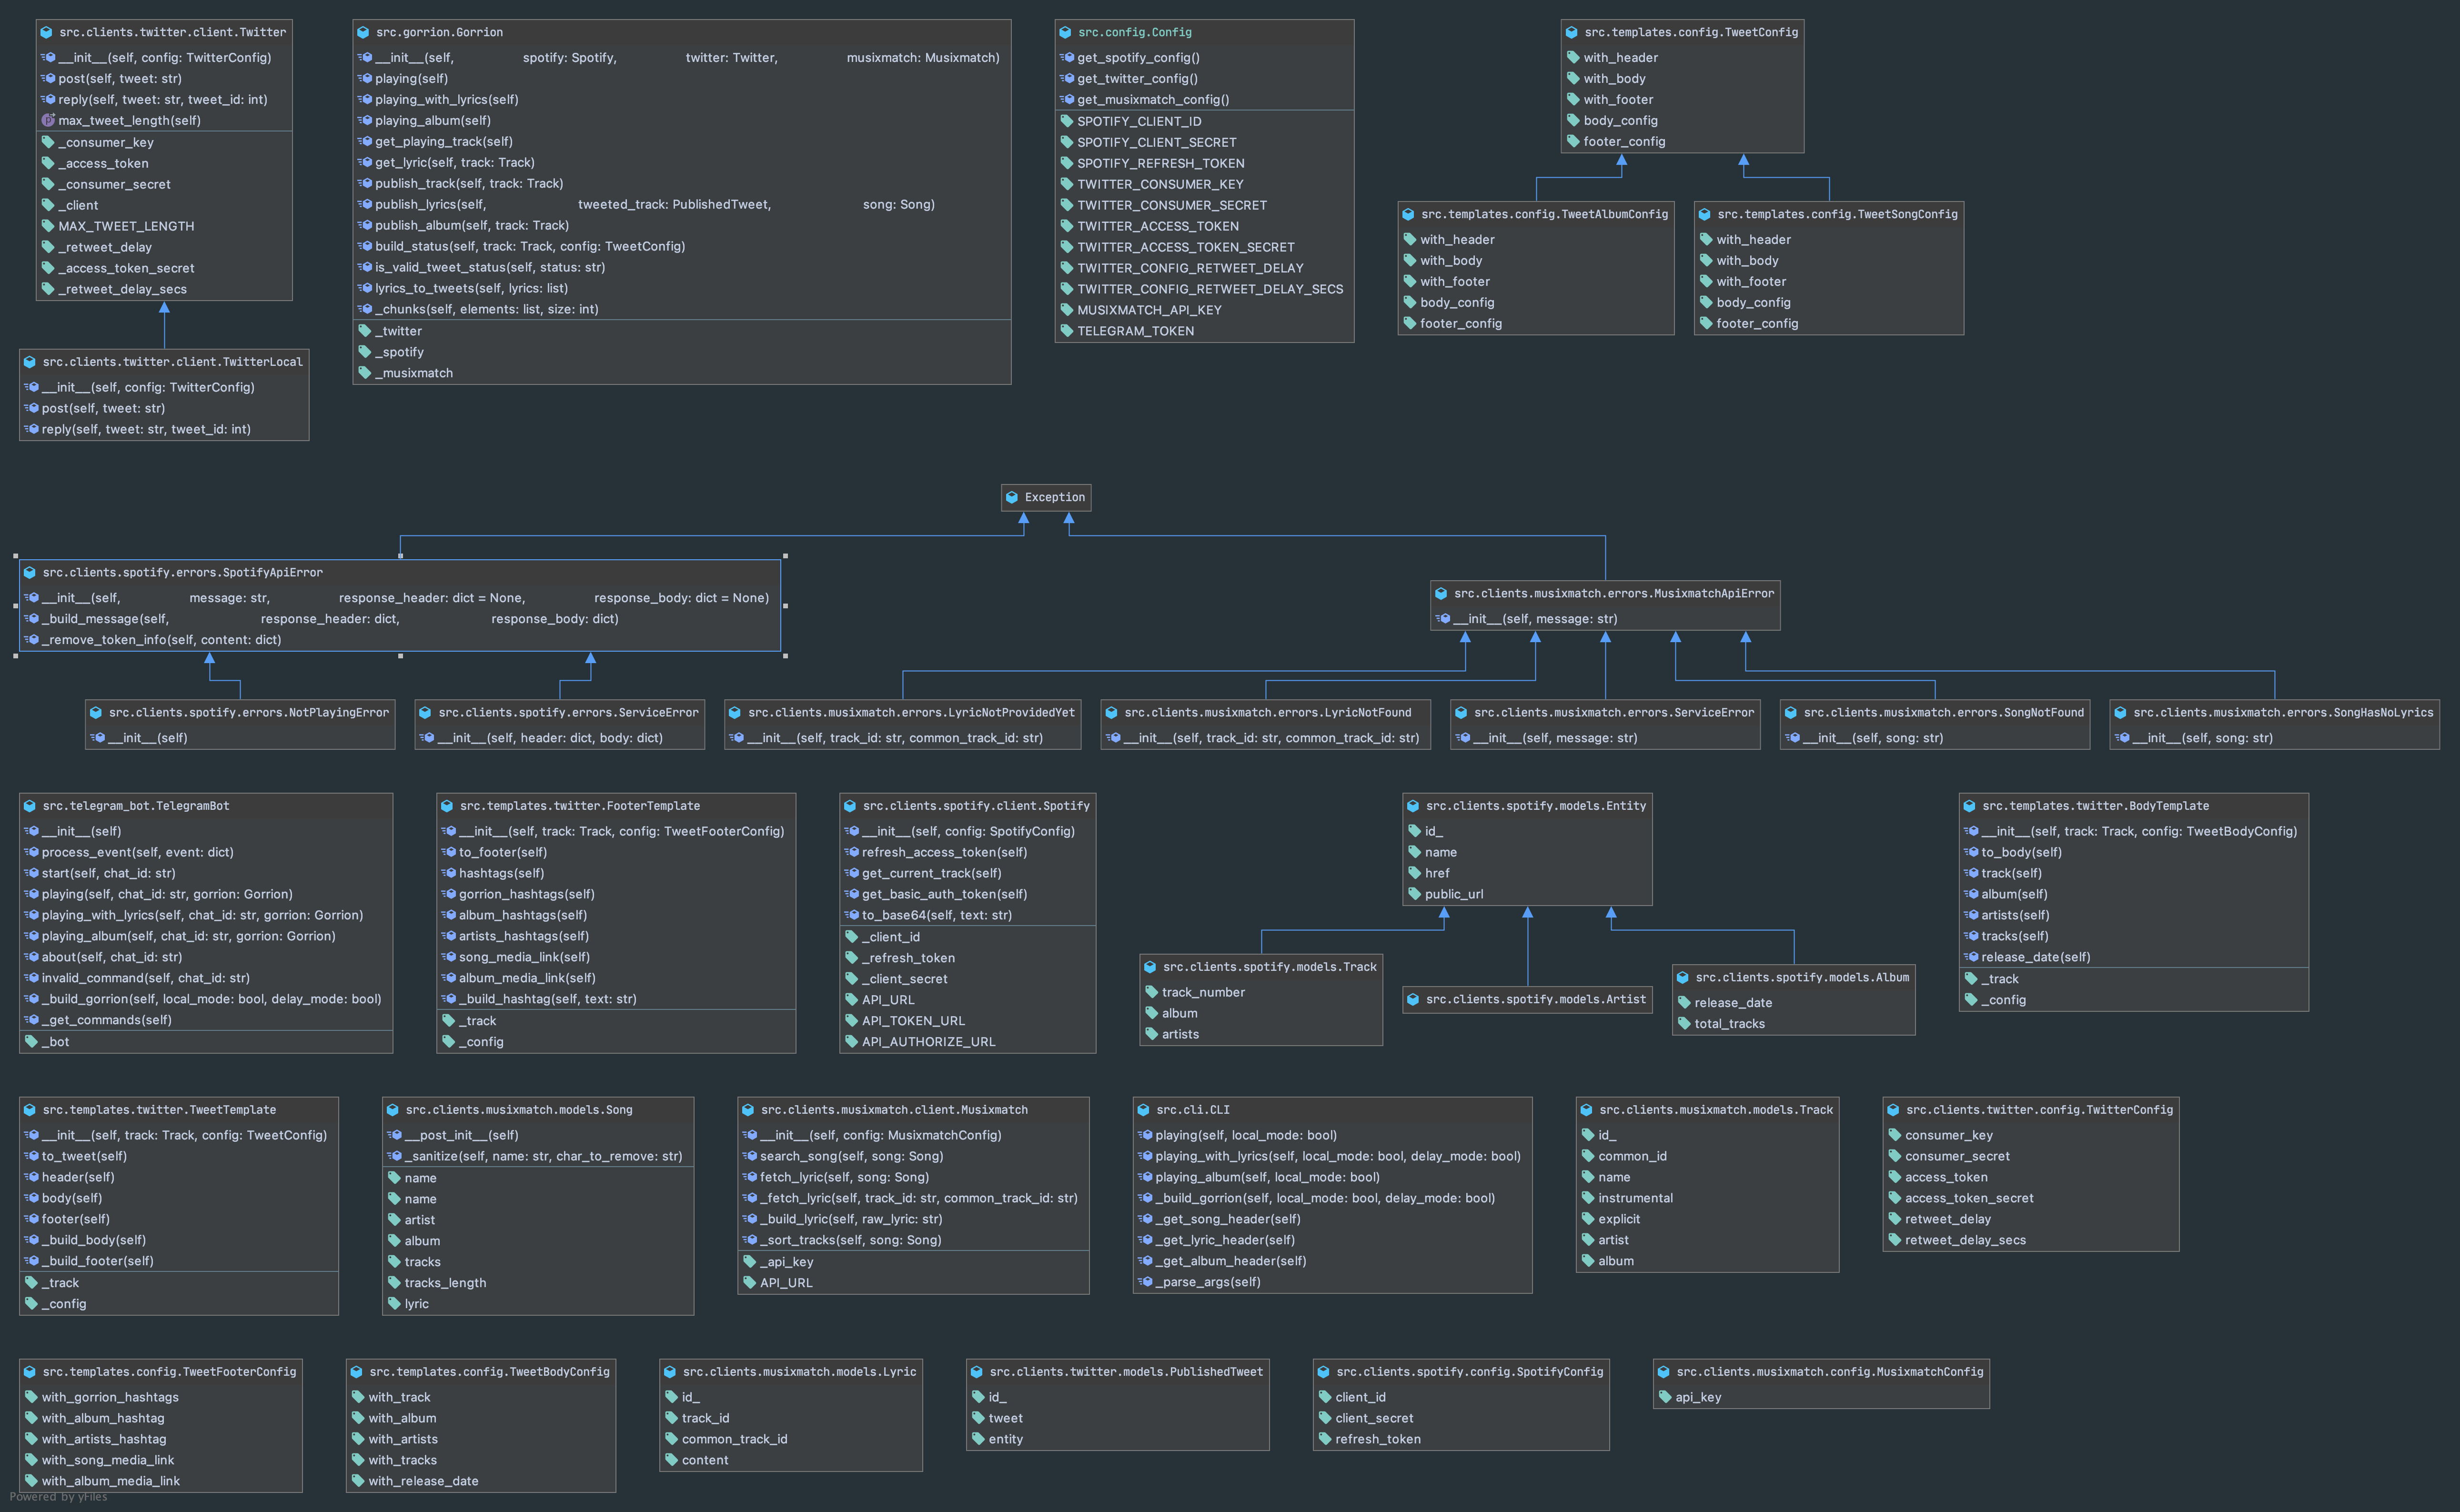 src.clients.twitter.client.Twitter
__init__(self, config: TwitterConfig)
post(self, tweet: str)
reply(self, tweet: str, tweet_id: int)
max_tweet_length(self)
_consumer_key
_access_token
_consumer_secret
_client
MAX_TWEET_LENGTH
_retweet_delay
_access_token_secret
_retweet_delay_secs
src.clients.twitter.client.TwitterLocal
__init__(self, config: TwitterConfig)
post(self, tweet: str)
reply(self, tweet: str, tweet_id: int)
src.gorrion.Gorrion
__init__(self, spotify: Spotify, twitter: Twitter, musixmatch: Musixmatch)
playing(self)
playing_with_lyrics(self)
playing_album(self)
get_playing_track(self)
get_lyric(self, track: Track)
publish_track(self, track: Track)
publish_lyrics(self, tweeted_track: PublishedTweet, song: Song)
publish_album(self, track: Track)
build_status(self, track: Track, config: TweetConfig)
is_valid_tweet_status(self, status: str)
lyrics_to_tweets(self, lyrics: list)
_chunks(self, elements: list, size: int)
_twitter
_spotify
_musixmatch
src.config.Config
get_spotify_config()
get_twitter_config()
get_musixmatch_config()
SPOTIFY_CLIENT_ID
SPOTIFY_CLIENT_SECRET
SPOTIFY_REFRESH_TOKEN
TWITTER_CONSUMER_KEY
TWITTER_CONSUMER_SECRET
TWITTER_ACCESS_TOKEN
TWITTER_ACCESS_TOKEN_SECRET
TWITTER_CONFIG_RETWEET_DELAY
TWITTER_CONFIG_RETWEET_DELAY_SECS
MUSIXMATCH_API_KEY
TELEGRAM_TOKEN
src.templates.config.TweetConfig
with_header
with_body
with_footer
body_config
footer_config
src.templates.config.TweetAlbumConfig
with_header
with_body
with_footer
body_config
footer_config
src.templates.config.TweetSongConfig
with_header
with_body
with_footer
body_config
footer_config
Exception
src.clients.spotify.errors.SpotifyApiError
__init__(self, message: str, response_header: dict = None, response_body: dict = None)
_build_message(self, response_header: dict, response_body: dict)
_remove_token_info(self, content: dict)
src.clients.musixmatch.errors.MusixmatchApiError
__init__(self, message: str)
src.clients.spotify.errors.NotPlayingError
__init__(self)
src.clients.spotify.errors.ServiceError
__init__(self, header: dict, body: dict)
src.clients.musixmatch.errors.LyricNotProvidedYet
__init__(self, track_id: str, common_track_id: str)
src.clients.musixmatch.errors.LyricNotFound
__init__(self, track_id: str, common_track_id: str)
src.clients.musixmatch.errors.ServiceError
__init__(self, message: str)
src.clients.musixmatch.errors.SongNotFound
__init__(self, song: str)
src.clients.musixmatch.errors.SongHasNoLyrics
__init__(self, song: str)
src.telegram_bot.TelegramBot
__init__(self)
process_event(self, event: dict)
start(self, chat_id: str)
playing(self, chat_id: str, gorrion: Gorrion)
playing_with_lyrics(self, chat_id: str, gorrion: Gorrion)
playing_album(self, chat_id: str, gorrion: Gorrion)
about(self, chat_id: str)
invalid_command(self, chat_id: str)
_build_gorrion(self, local_mode: bool, delay_mode: bool)
_get_commands(self)
_bot
src.templates.twitter.FooterTemplate
__init__(self, track: Track, config: TweetFooterConfig)
to_footer(self)
hashtags(self)
gorrion_hashtags(self)
album_hashtags(self)
artists_hashtags(self)
song_media_link(self)
album_media_link(self)
_build_hashtag(self, text: str)
_track
_config
src.clients.spotify.client.Spotify
__init__(self, config: SpotifyConfig)
refresh_access_token(self)
get_current_track(self)
get_basic_auth_token(self)
to_base64(self, text: str)
_client_id
_refresh_token
_client_secret
API_URL
API_TOKEN_URL
API_AUTHORIZE_URL
src.clients.spotify.models.Entity
id_
name
href
public_url
src.clients.spotify.models.Track
track_number
album
artists
src.clients.spotify.models.Artist
src.clients.spotify.models.Album
release_date
total_tracks
src.templates.twitter.BodyTemplate
__init__(self, track: Track, config: TweetBodyConfig)
to_body(self)
track(self)
album(self)
artists(self)
tracks(self)
release_date(self)
_track
_config
src.templates.twitter.TweetTemplate
__init__(self, track: Track, config: TweetConfig)
to_tweet(self)
header(self)
body(self)
footer(self)
_build_body(self)
_build_footer(self)
_track
_config
src.clients.musixmatch.models.Song
__post_init__(self)
_sanitize(self, name: str, char_to_remove: str)
name
name
artist
album
tracks
tracks_length
lyric
src.clients.musixmatch.client.Musixmatch
__init__(self, config: MusixmatchConfig)
search_song(self, song: Song)
fetch_lyric(self, song: Song)
_fetch_lyric(self, track_id: str, common_track_id: str)
_build_lyric(self, raw_lyric: str)
_sort_tracks(self, song: Song)
_api_key
API_URL
src.cli.CLI
playing(self, local_mode: bool)
playing_with_lyrics(self, local_mode: bool, delay_mode: bool)
playing_album(self, local_mode: bool)
_build_gorrion(self, local_mode: bool, delay_mode: bool)
_get_song_header(self)
_get_lyric_header(self)
_get_album_header(self)
_parse_args(self)
src.clients.musixmatch.models.Track
id_
common_id
name
instrumental
explicit
artist
album
src.clients.twitter.config.TwitterConfig
consumer_key
consumer_secret
access_token
access_token_secret
retweet_delay
retweet_delay_secs
src.templates.config.TweetFooterConfig
with_gorrion_hashtags
with_album_hashtag
with_artists_hashtag
with_song_media_link
with_album_media_link
src.templates.config.TweetBodyConfig
with_track
with_album
with_artists
with_tracks
with_release_date
src.clients.musixmatch.models.Lyric
id_
track_id
common_track_id
content
src.clients.twitter.models.PublishedTweet
id_
tweet
entity
src.clients.spotify.config.SpotifyConfig
client_id
client_secret
refresh_token
src.clients.musixmatch.config.MusixmatchConfig
api_key
Powered by yFiles